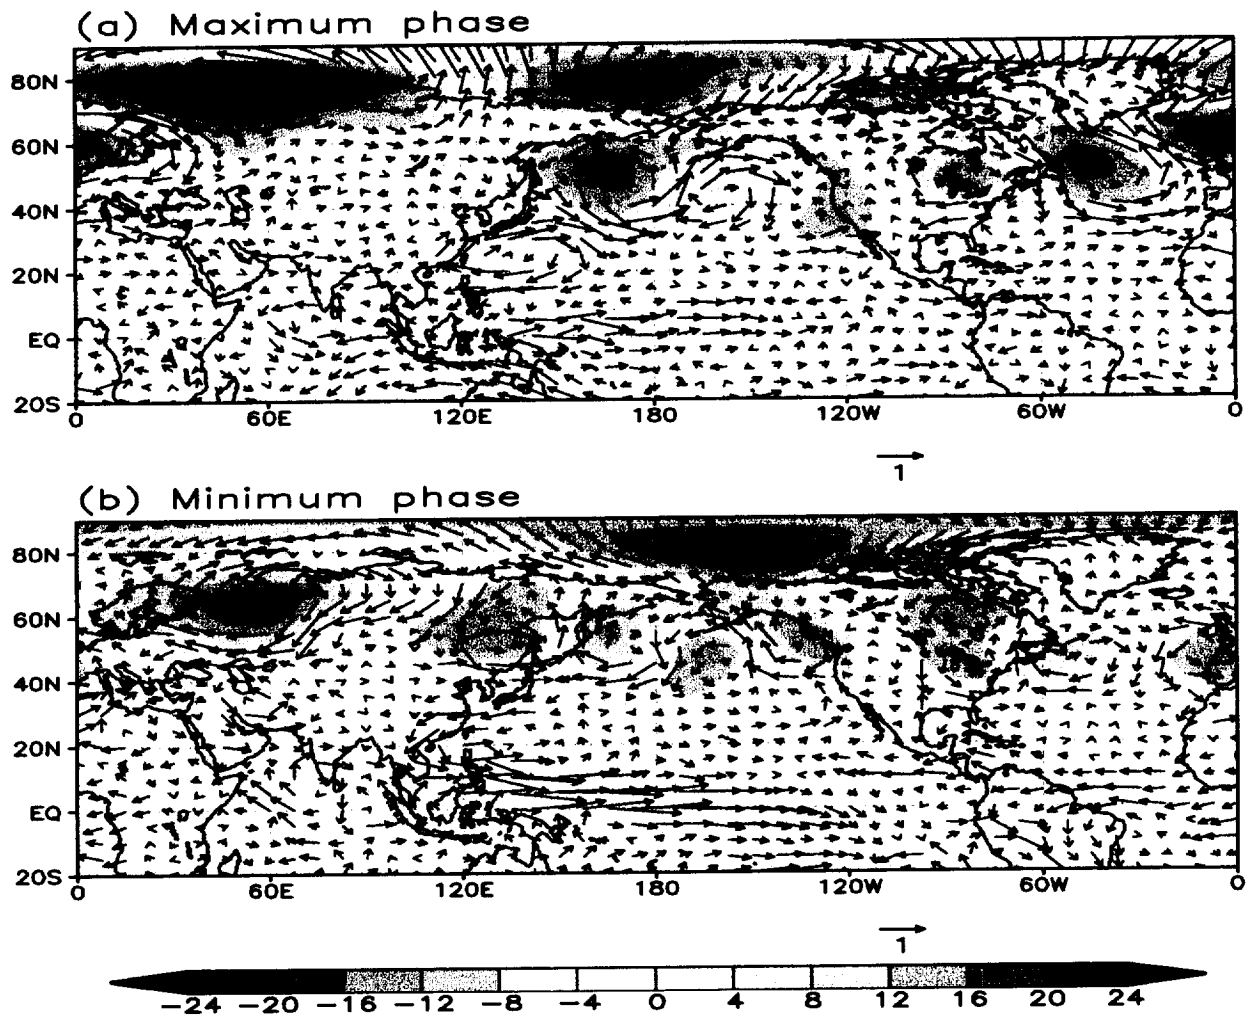 (a) Maximum phase
80N
60N
40N
20N
EQ
20S
0 60E 120E 180 120W 60W 0
1
(b) Minimum phase
80N
60N
40N
20N
EQ
20S
0 60E 120E 180 120W 60W 0
1
−24 −20 −16 −12 −8 −4 0 4 8 12 16 20 24